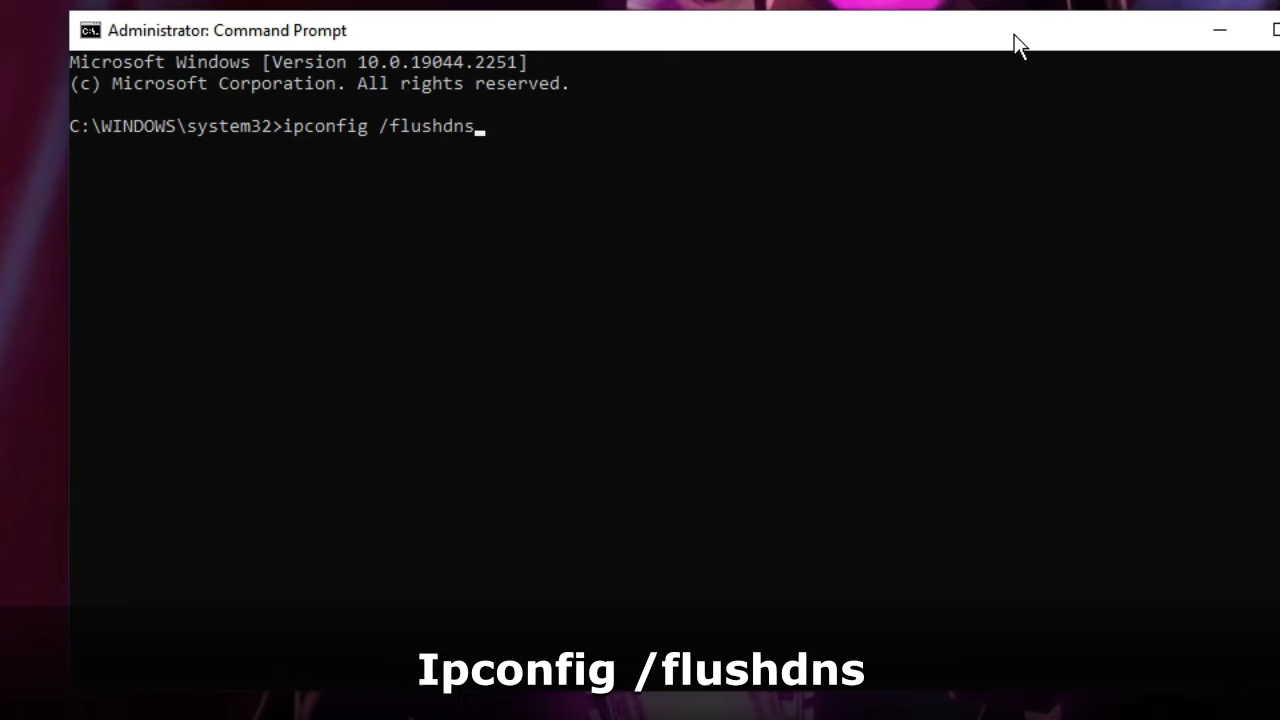 Administrator: Command Prompt
Microsoft Windows [Version 10.0.19044.2251]
(c) Microsoft Corporation. All rights reserved.
C:\WINDOWS\system32>ipconfig /flushdns
Ipconfig /flushdns